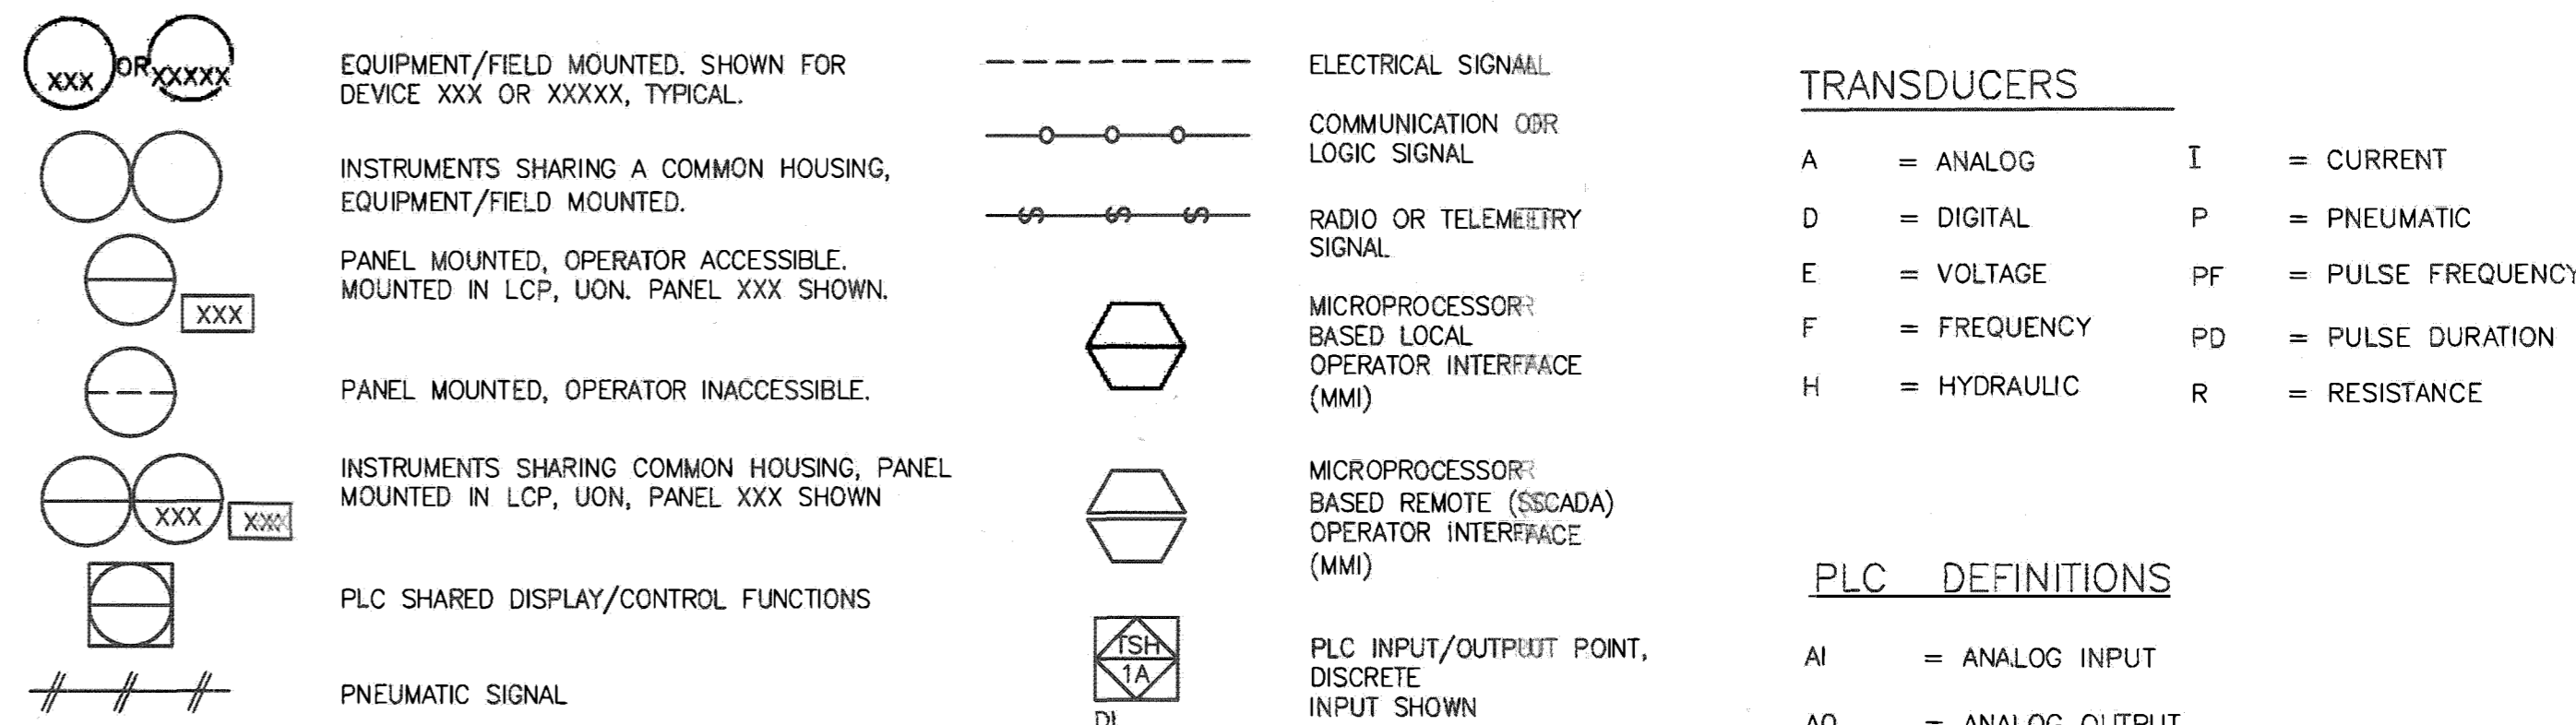 XXX OR XXXXX
EQUIPMENT/FIELD MOUNTED. SHOWN FOR
DEVICE XXX OR XXXXX, TYPICAL.
INSTRUMENTS SHARING A COMMON HOUSING,
EQUIPMENT/FIELD MOUNTED.
PANEL MOUNTED, OPERATOR ACCESSIBLE.
MOUNTED IN LCP, UON. PANEL XXX SHOWN.
XXX
PANEL MOUNTED, OPERATOR INACCESSIBLE.
INSTRUMENTS SHARING COMMON HOUSING, PANEL
MOUNTED IN LCP, UON, PANEL XXX SHOWN
XXX XXX
PLC SHARED DISPLAY/CONTROL FUNCTIONS
PNEUMATIC SIGNAL
ELECTRICAL SIGNAL
COMMUNICATION OR
LOGIC SIGNAL
S S S
RADIO OR TELEMETRY
SIGNAL
MICROPROCESSOR
BASED LOCAL
OPERATOR INTERFACE
(MMI)
MICROPROCESSOR
BASED REMOTE (SCADA)
OPERATOR INTERFACE
(MMI)
TSH
1A
DI
PLC INPUT/OUTPUT POINT,
DISCRETE
INPUT SHOWN
TRANSDUCERS
A = ANALOG
D = DIGITAL
E = VOLTAGE
F = FREQUENCY
H = HYDRAULIC
I = CURRENT
P = PNEUMATIC
PF = PULSE FREQUENCY
PD = PULSE DURATION
R = RESISTANCE
PLC DEFINITIONS
AI = ANALOG INPUT
AO = ANALOG OUTPUT